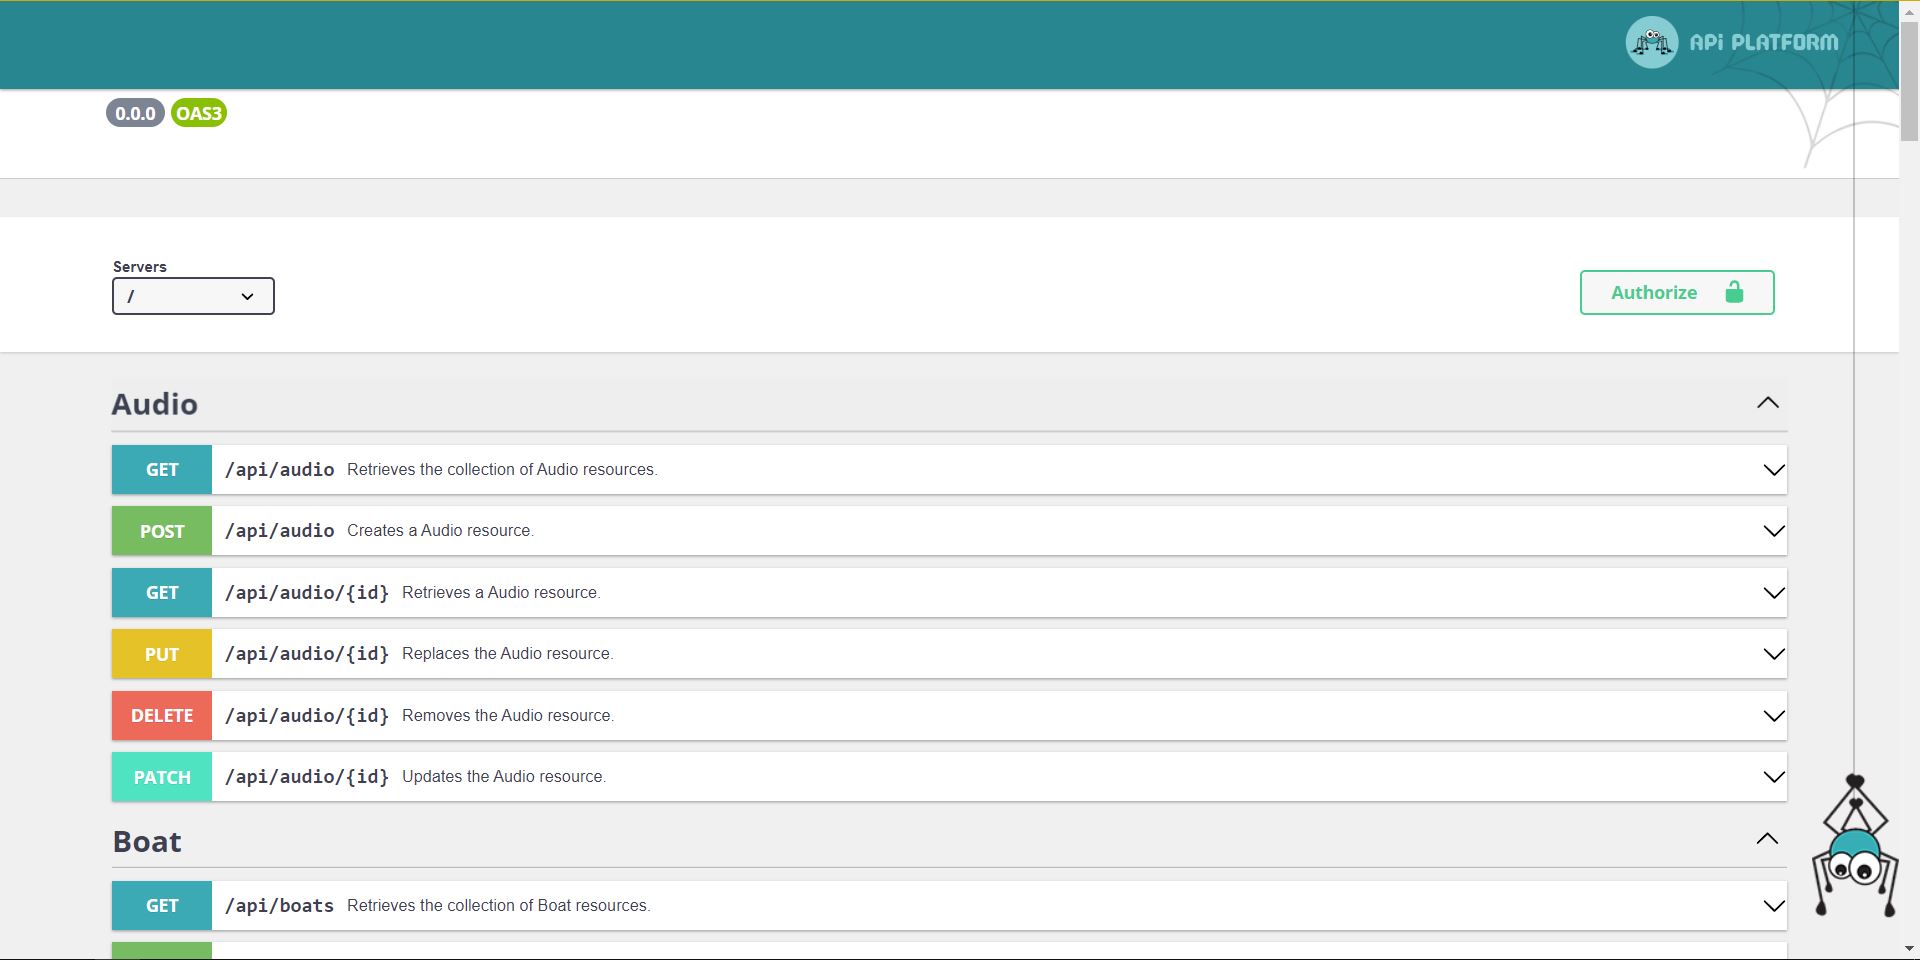 APi PLATFORM
0.0.0 OAS3
Servers
/
Authorize
Audio
GET /api/audio Retrieves the collection of Audio resources.
POST /api/audio Creates a Audio resource.
GET /api/audio/{id} Retrieves a Audio resource.
PUT /api/audio/{id} Replaces the Audio resource.
DELETE /api/audio/{id} Removes the Audio resource.
PATCH /api/audio/{id} Updates the Audio resource.
Boat
GET /api/boats Retrieves the collection of Boat resources.